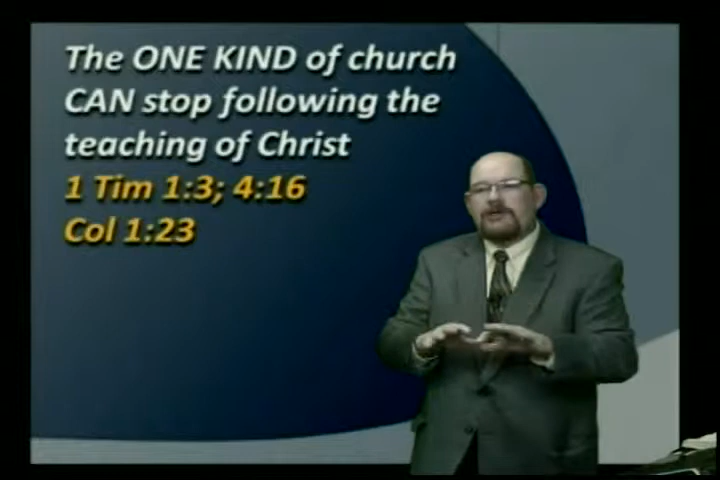 The ONE KIND of church
CAN stop following the
teaching of Christ
1 Tim 1:3; 4:16
Col 1:23